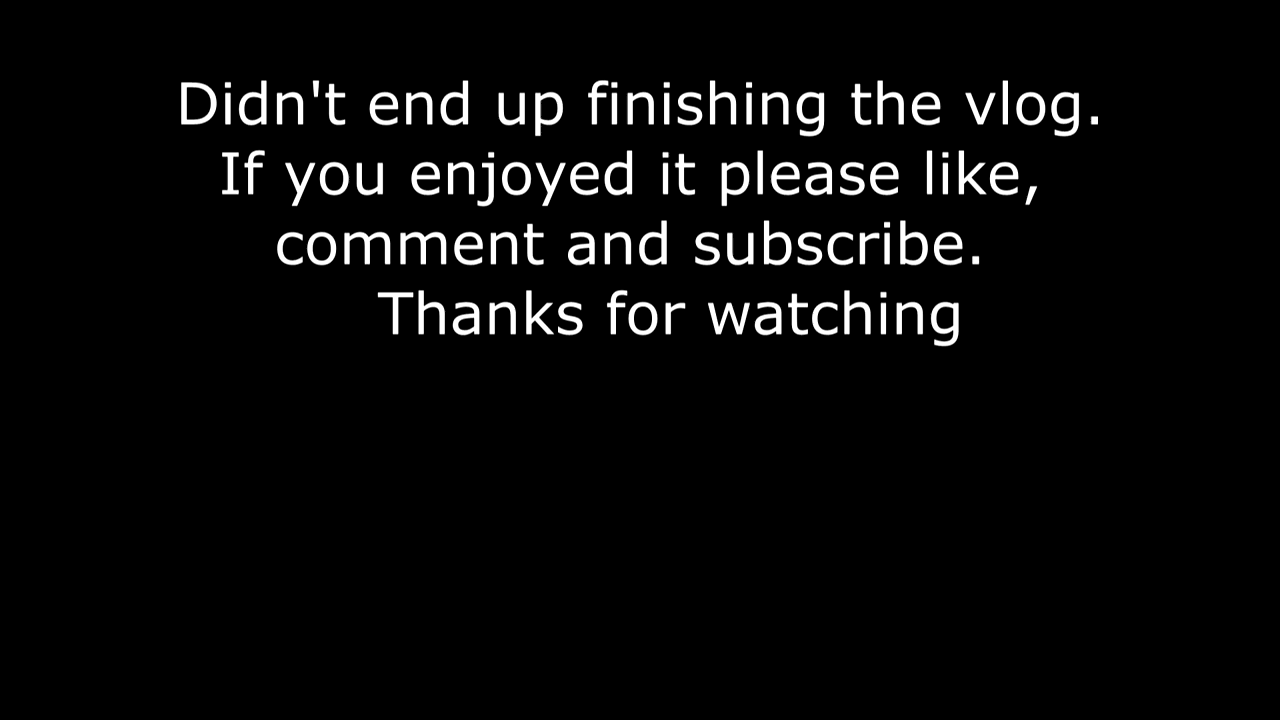 Didn't end up finishing the vlog.
If you enjoyed it please like,
comment and subscribe.
Thanks for watching